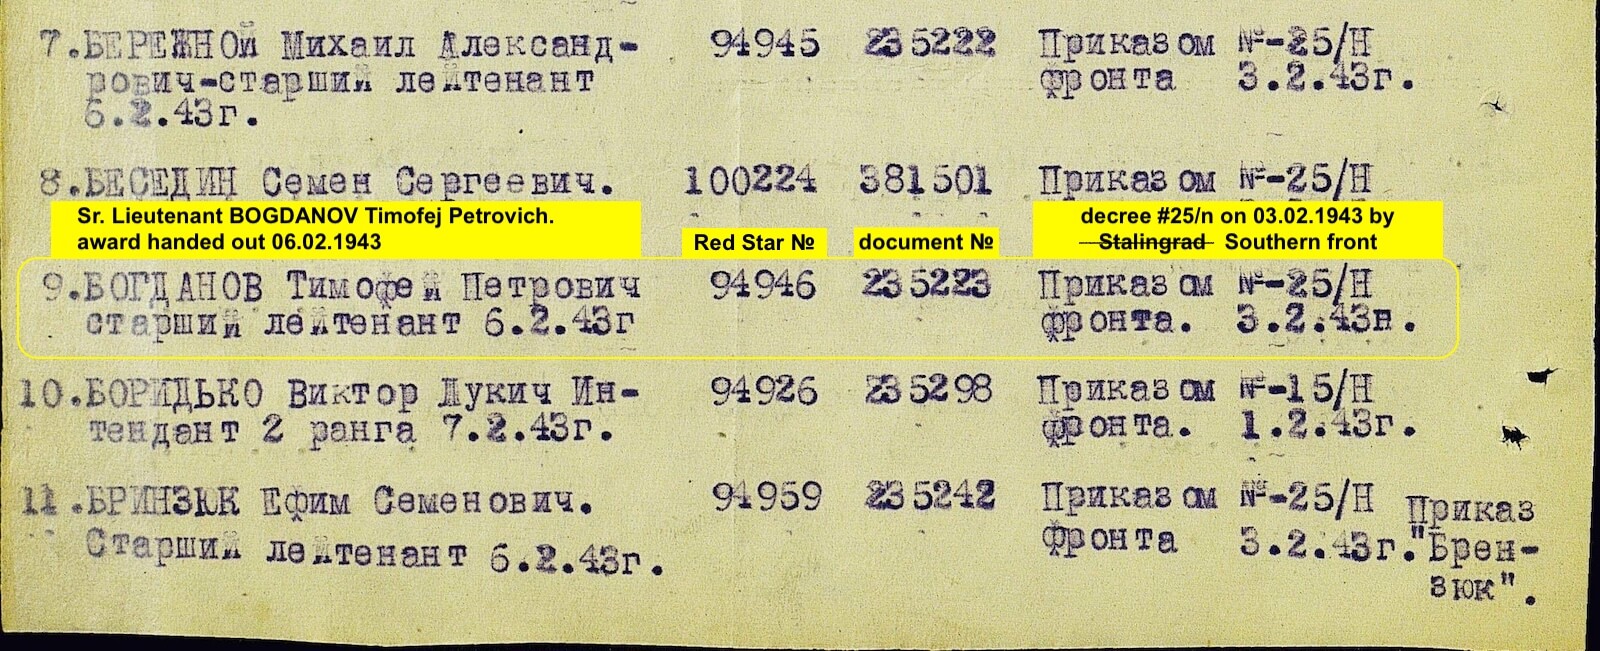 7. БЕРЕЖНОЙ Михаил Александ- 94945 235222 Приказом №-25/Н
рович-старший лейтенант фронта 3.2.43г.
6.2.43г.
8. БЕСЕДИН Семен Сергеевич. 100224 381501 Приказом №-25/Н
Sr. Lieutenant BOGDANOV Timofej Petrovich. decree #25/n on 03.02.1943 by
award handed out 06.02.1943 Red Star № document № Stalingrad Southern front
9. БОГДАНОВ Тимофей Петрович 94946 235223 Приказом №-25/Н
старший лейтенант 6.2.43г фронта. 3.2.43н.
10. БОРИДЬКО Виктор Лукич Ин- 94926 235298 Приказом №-15/Н
тендант 2 ранга 7.2.43г. фронта. 1.2.43г.
11. БРИНЗЮК Ефим Семенович. 94959 235242 Приказом №-25/Н Приказ
Старший лейтенант 6.2.43г. фронта 3.2.43г. "Брен-
зюк".